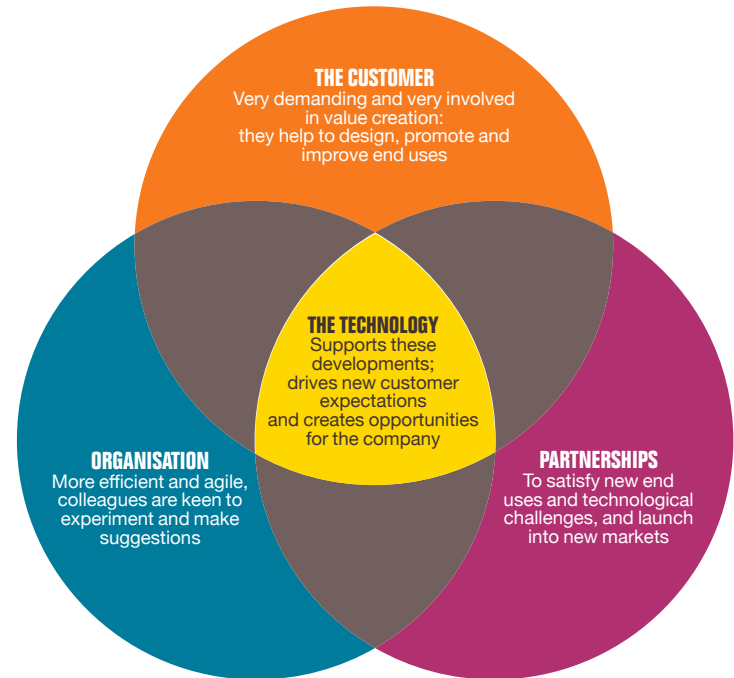 THE CUSTOMER
Very demanding and very involved
in value creation:
they help to design, promote and
improve end uses
THE TECHNOLOGY
Supports these
developments;
drives new customer
expectations
and creates opportunities
for the company
ORGANISATION
More efficient and agile,
colleagues are keen to
experiment and make
suggestions
PARTNERSHIPS
To satisfy new end
uses and technological
challenges, and launch
into new markets